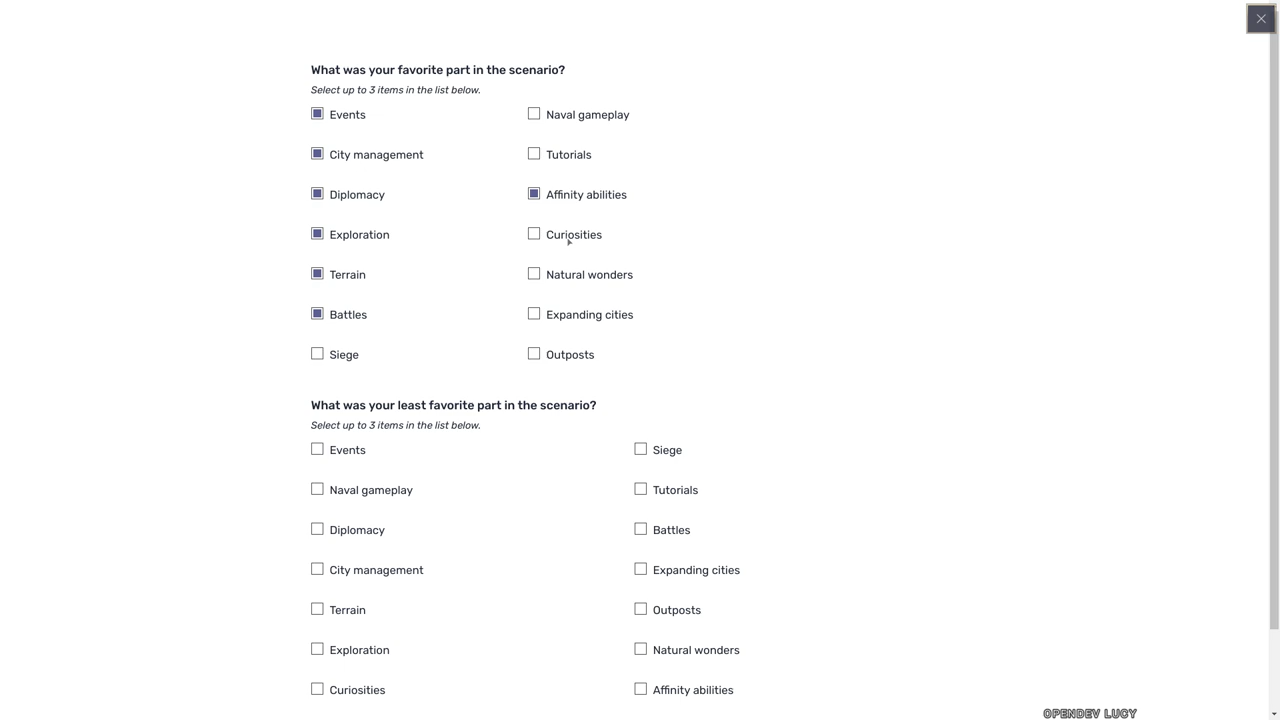 What was your favorite part in the scenario?
Select up to 3 items in the list below.
Events
Naval gameplay
City management
Tutorials
Diplomacy
Affinity abilities
Exploration
Curiosities
Terrain
Natural wonders
Battles
Expanding cities
Siege
Outposts
What was your least favorite part in the scenario?
Select up to 3 items in the list below.
Events
Siege
Naval gameplay
Tutorials
Diplomacy
Battles
City management
Expanding cities
Terrain
Outposts
Exploration
Natural wonders
Curiosities
Affinity abilities
OPENDEV LUCY